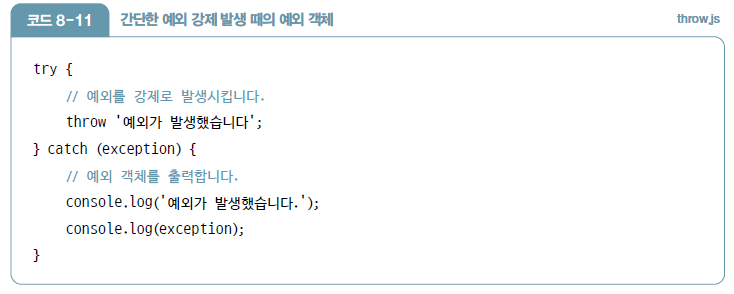 코드 8-11 간단한 예외 강제 발생 때의 예외 객체 throw.js
try {
// 예외를 강제로 발생시킵니다.
throw '예외가 발생했습니다';
} catch (exception) {
// 예외 객체를 출력합니다.
console.log('예외가 발생했습니다.');
console.log(exception);
}